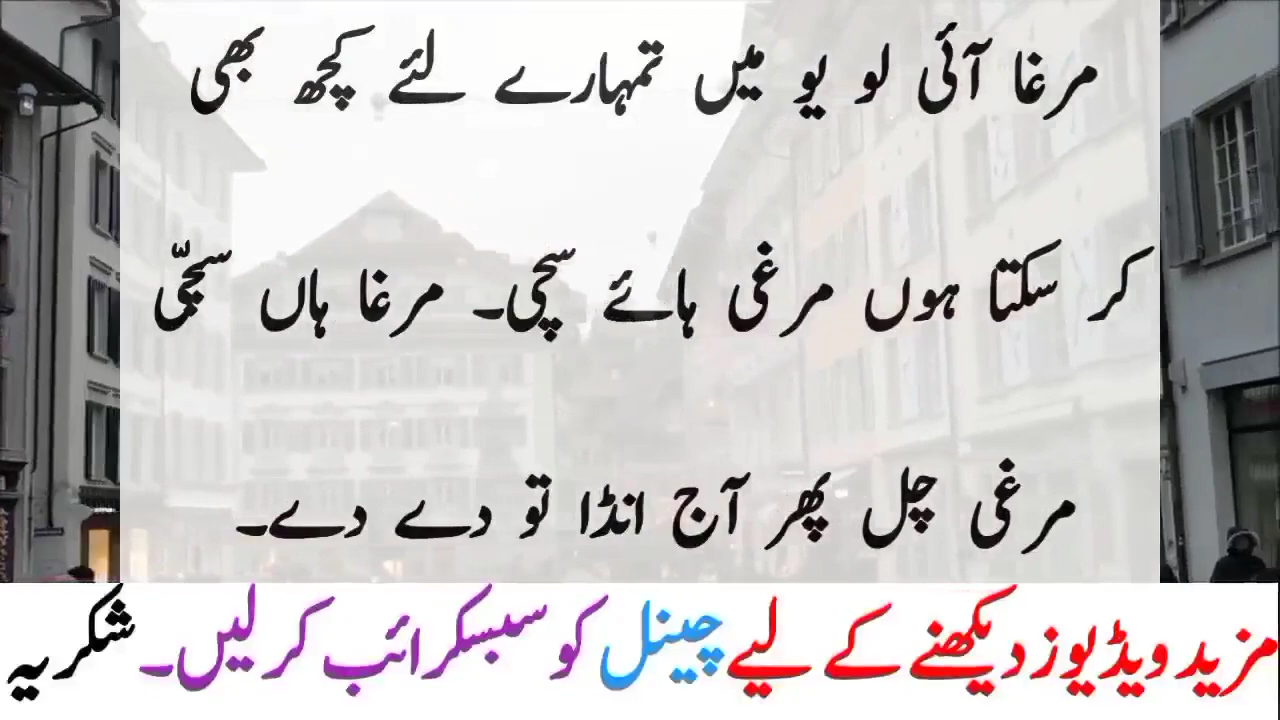 مرغا آئی لو یو میں تمہارے لئے کچھ بھی
کر سکتا ہوں مرغی ہائے سچی۔ مرغا ہاں سچّی
مرغی چل پھر آج انڈا تو دے دے۔
مزید ویڈیوز دیکھنے کے لیے چینل کو سبسکرائب کرلیں۔ شکریہ